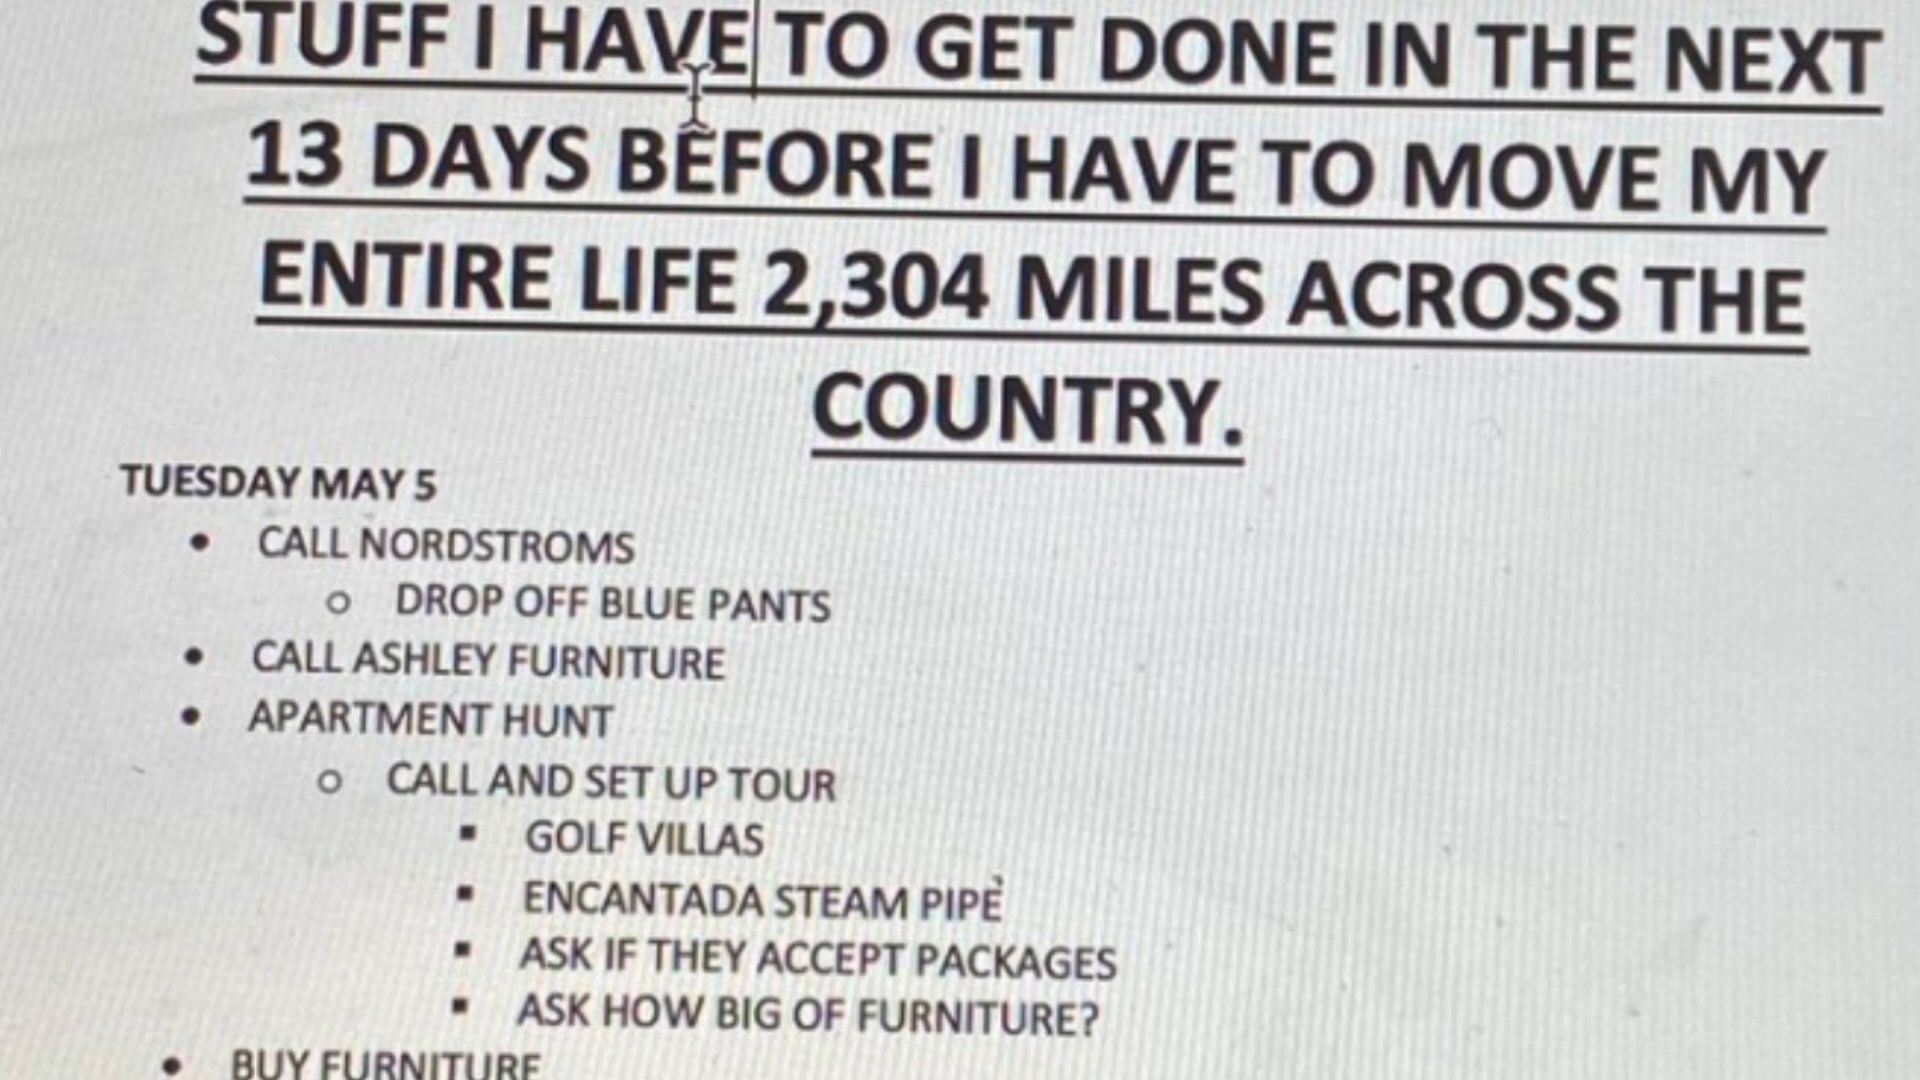 STUFF I HAVE TO GET DONE IN THE NEXT
13 DAYS BEFORE I HAVE TO MOVE MY
ENTIRE LIFE 2,304 MILES ACROSS THE
COUNTRY.
TUESDAY MAY 5
• CALL NORDSTROMS
o DROP OFF BLUE PANTS
• CALL ASHLEY FURNITURE
• APARTMENT HUNT
o CALL AND SET UP TOUR
▪ GOLF VILLAS
▪ ENCANTADA STEAM PIPE
▪ ASK IF THEY ACCEPT PACKAGES
▪ ASK HOW BIG OF FURNITURE?
• BUY FURNITURE